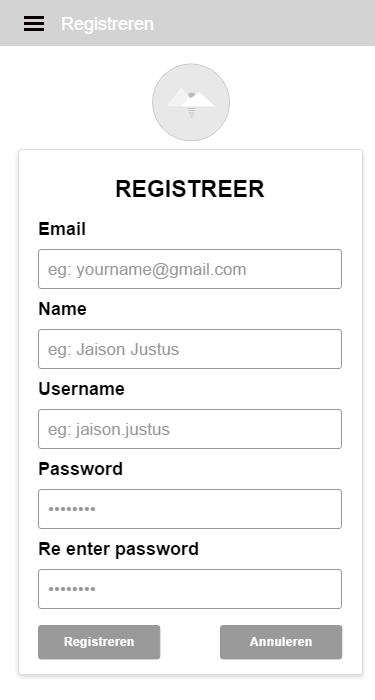 Registreren
REGISTREER
Email
eg: yourname@gmail.com
Name
eg: Jaison Justus
Username
eg: jaison.justus
Password
••••••••
Re enter password
••••••••
Registreren Annuleren